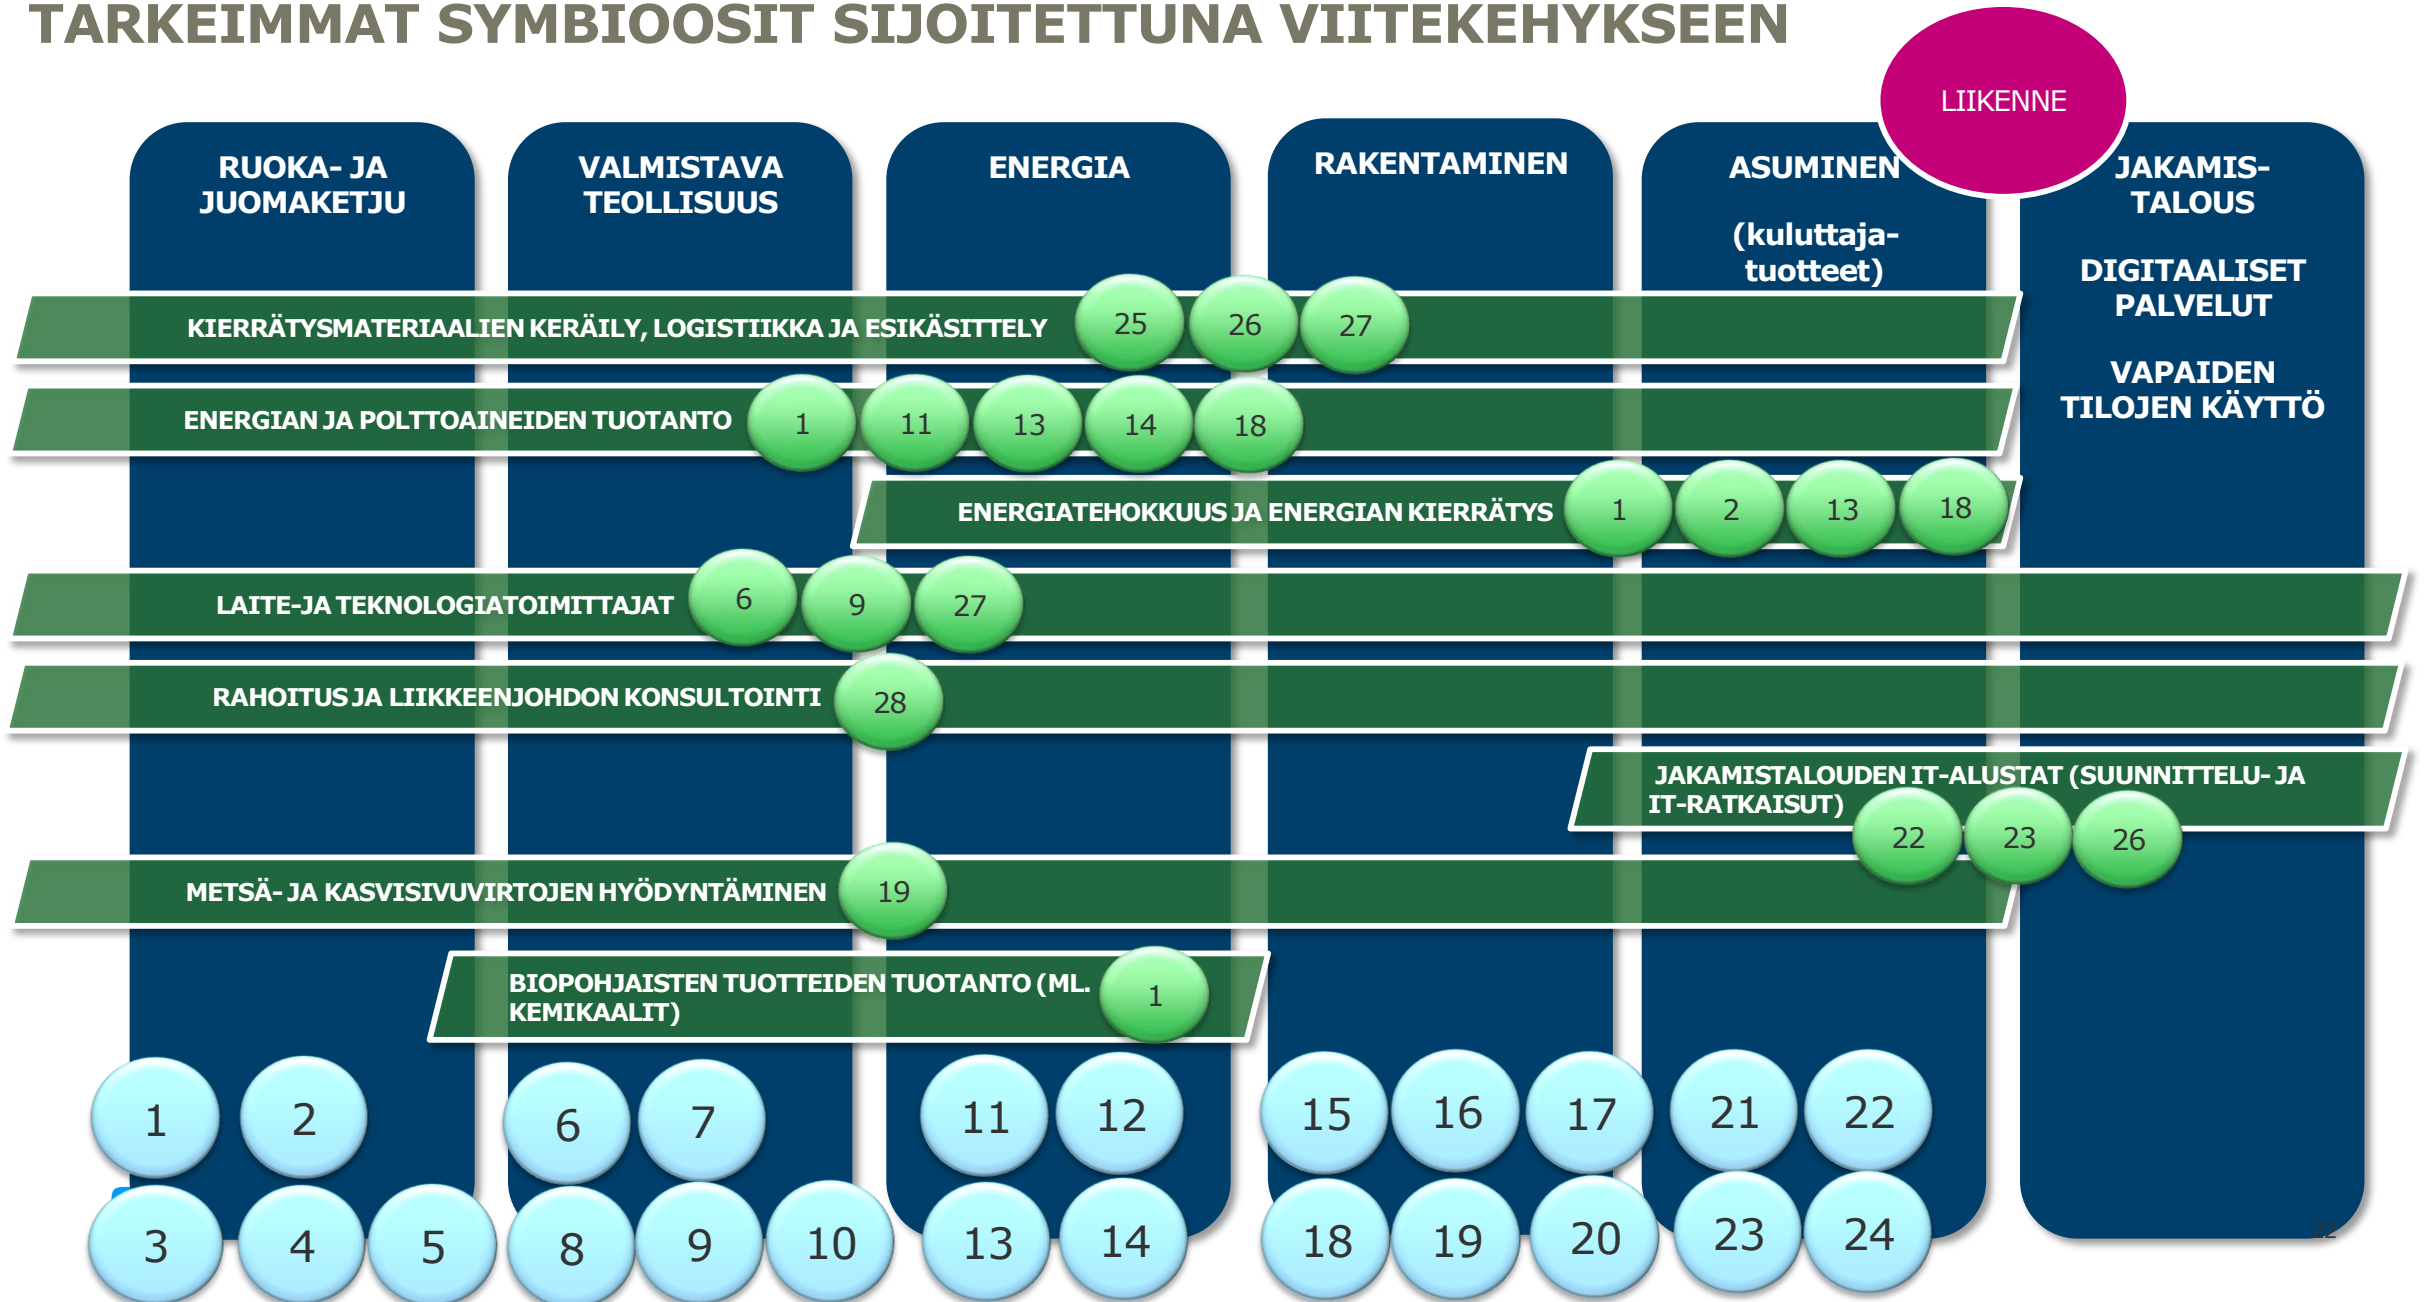 TÄRKEIMMÄT SYMBIOOSIT SIJOITETTUNA VIITEKEHYKSEEN
LIIKENNE
RUOKA- JA
JUOMAKETJU
VALMISTAVA
TEOLLISUUS
ENERGIA
RAKENTAMINEN
ASUMINEN
(kuluttaja-
tuotteet)
JAKAMIS-
TALOUS
DIGITAALISET
PALVELUT
VAPAIDEN
TILOJEN KÄYTTÖ
KIERRÄTYSMATERIAALIEN KERÄILY, LOGISTIIKKA JA ESIKÄSITTELY
25 26 27
ENERGIAN JA POLTTOAINEIDEN TUOTANTO
1 11 13 14 18
ENERGIATEHOKKUUS JA ENERGIAN KIERRÄTYS
1 2 13 18
LAITE-JA TEKNOLOGIATOIMITTAJAT
6 9 27
RAHOITUS JA LIIKKEENJOHDON KONSULTOINTI
28
JAKAMISTALOUDEN IT-ALUSTAT (SUUNNITTELU- JA
IT-RATKAISUT)
22 23 26
METSÄ- JA KASVISIVUVIRTOJEN HYÖDYNTÄMINEN
19
BIOPOHJAISTEN TUOTTEIDEN TUOTANTO (ML.
KEMIKAALIT)
1
1 2 6 7 11 12 15 16 17 21 22
3 4 5 8 9 10 13 14 18 19 20 23 24